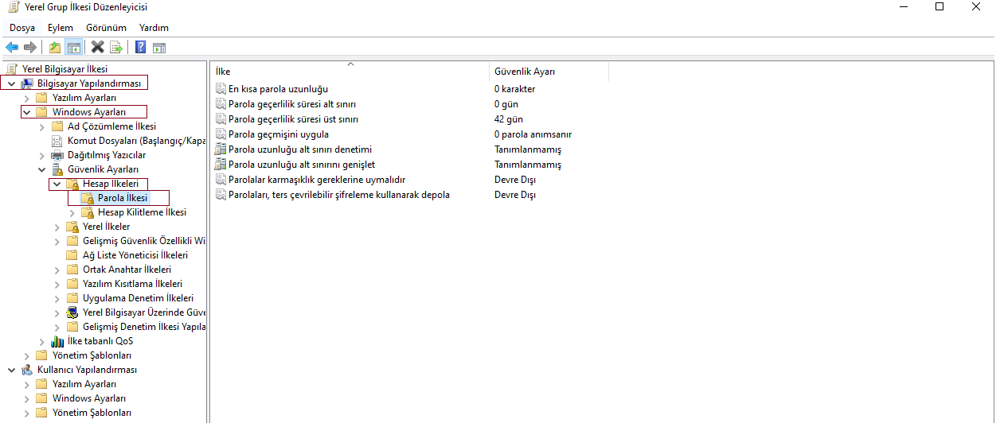 Yerel Grup İlkesi Düzenleyicisi
Dosya Eylem Görünüm Yardım
Yerel Bilgisayar İlkesi
Bilgisayar Yapılandırması
Yazılım Ayarları
Windows Ayarları
Ad Çözümleme İlkesi
Komut Dosyaları (Başlangıç/Kapa
Dağıtılmış Yazıcılar
Güvenlik Ayarları
Hesap İlkeleri
Parola İlkesi
Hesap Kilitleme İlkesi
Yerel İlkeler
Gelişmiş Güvenlik Özellikli Wi
Ağ Liste Yöneticisi İlkeleri
Ortak Anahtar İlkeleri
Yazılım Kısıtlama İlkeleri
Uygulama Denetim İlkeleri
Yerel Bilgisayar Üzerinde Güve
Gelişmiş Denetim İlkesi Yapıla
İlke tabanlı QoS
Yönetim Şablonları
Kullanıcı Yapılandırması
Yazılım Ayarları
Windows Ayarları
Yönetim Şablonları
İlke Güvenlik Ayarı
En kısa parola uzunluğu 0 karakter
Parola geçerlilik süresi alt sınırı 0 gün
Parola geçerlilik süresi üst sınırı 42 gün
Parola geçmişini uygula 0 parola anımsanır
Parola uzunluğu alt sınırı denetimi Tanımlanmamış
Parola uzunluğu alt sınırını genişlet Tanımlanmamış
Parolalar karmaşıklık gereklerine uymalıdır Devre Dışı
Parolaları, ters çevrilebilir şifreleme kullanarak depola Devre Dışı